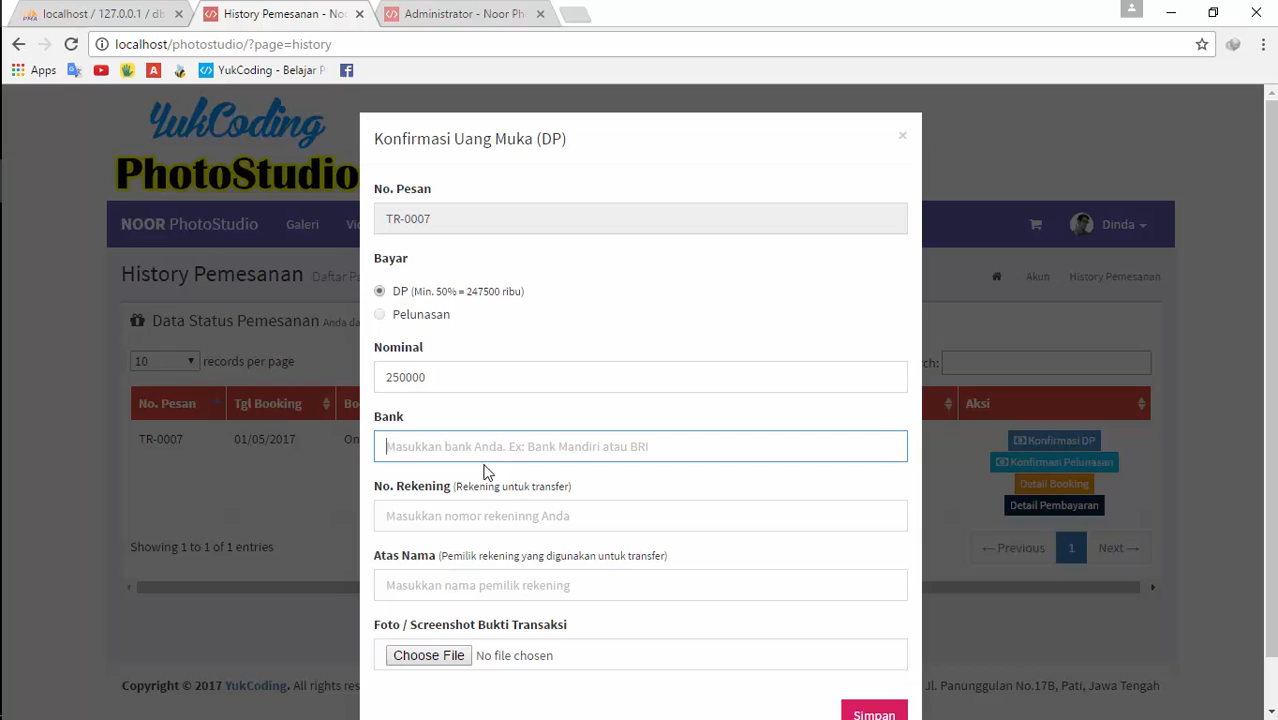 localhost / 127.0.0.1 / db
History Pemesanan - Noo
Administrator - Noor Pho
localhost/photostudio/?page=history
Apps
YukCoding - Belajar P
YukCoding
PhotoStudio
NOOR PhotoStudio
Galeri
Dinda
History Pemesanan
Akun
History Pemesanan
Data Status Pemesanan
10
records per page
No. Pesan
Tgl Booking
Aksi
TR-0007
01/05/2017
Konfirmasi DP
Konfirmasi Pelunasan
Detail Booking
Detail Pembayaran
Showing 1 to 1 of 1 entries
← Previous
1
Next →
Copyright © 2017 YukCoding. All rights
Jl. Panunggulan No.17B, Pati, Jawa Tengah
Konfirmasi Uang Muka (DP)
×
No. Pesan
TR-0007
Bayar
DP (Min. 50% = 247500 ribu)
Pelunasan
Nominal
250000
Bank
Masukkan bank Anda. Ex: Bank Mandiri atau BRI
No. Rekening (Rekening untuk transfer)
Masukkan nomor rekeninng Anda
Atas Nama (Pemilik rekening yang digunakan untuk transfer)
Masukkan nama pemilik rekening
Foto / Screenshot Bukti Transaksi
Choose File No file chosen
Simpan